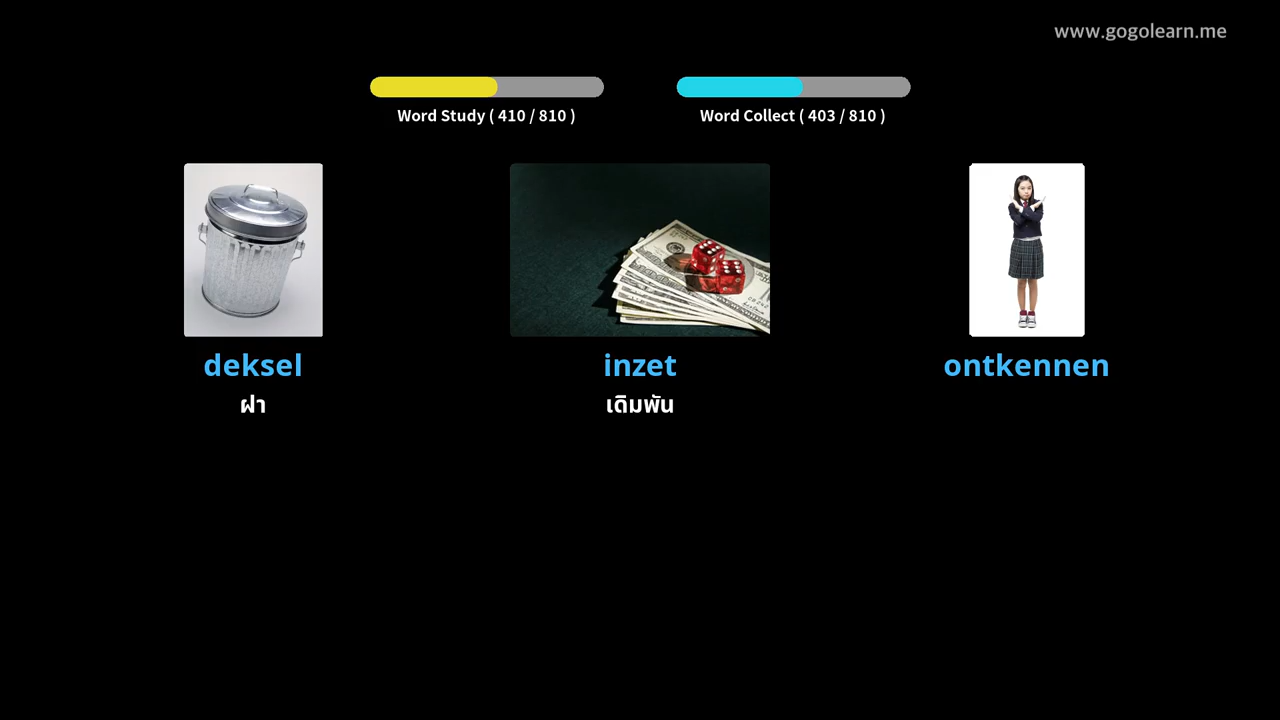 www.gogolearn.me
Word Study ( 410 / 810 )
Word Collect ( 403 / 810 )
deksel
inzet
ontkennen
ฝา
เดิมพัน